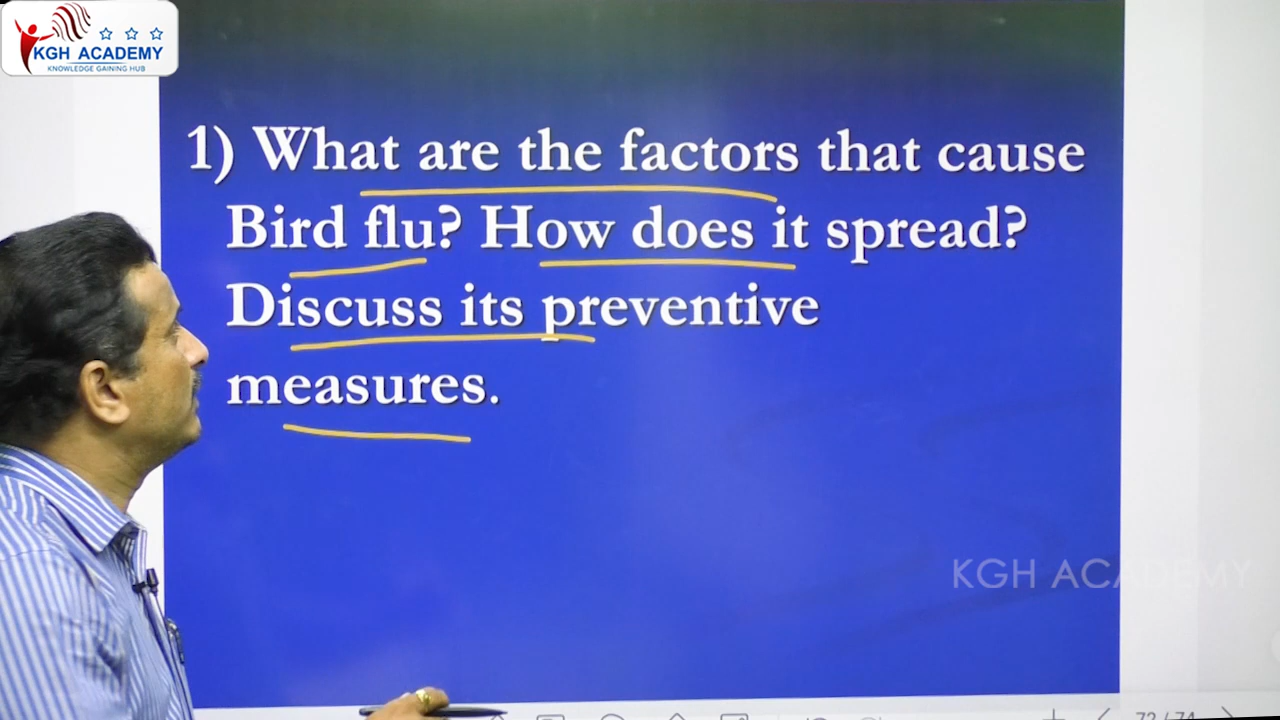 KGH ACADEMY
KNOWLEDGE GAINING HUB
1) What are the factors that cause
Bird flu? How does it spread?
Discuss its preventive
measures.
KGH ACADEMY